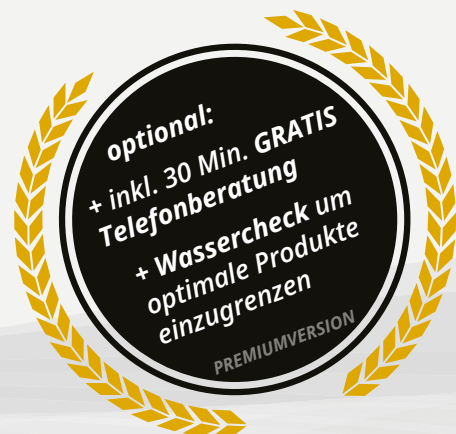 optional:
+ inkl. 30 Min. GRATIS
Telefonberatung
+ Wassercheck um
optimale Produkte
einzugrenzen
PREMIUMVERSION